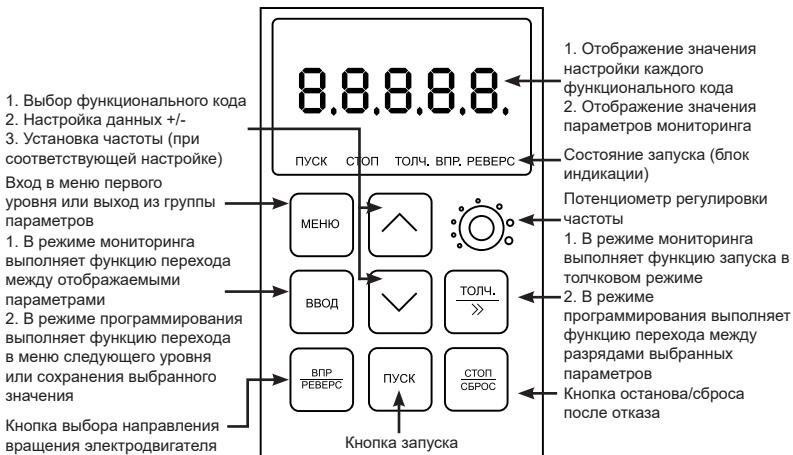 8.8.8.8.8.
ПУСК СТОП ТОЛЧ. ВПР. РЕВЕРС
1. Выбор функционального кода
2. Настройка данных +/-
3. Установка частоты (при
соответствующей настройке)
Вход в меню первого
уровня или выход из группы
параметров
1. В режиме мониторинга
выполняет функцию перехода
между отображаемыми
параметрами
2. В режиме программирования
выполняет функцию перехода
в меню следующего уровня
или сохранения выбранного
значения
Кнопка выбора направления
вращения электродвигателя
МЕНЮ
ВВОД
ТОЛЧ.
ВПР
РЕВЕРС
ПУСК
СТОП
СБРОС
Кнопка запуска
1. Отображение значения
настройки каждого
функционального кода
2. Отображение значения
параметров мониторинга
Состояние запуска (блок
индикации)
Потенциометр регулировки
частоты
1. В режиме мониторинга
выполняет функцию запуска в
толчковом режиме
2. В режиме
программирования выполняет
функцию перехода между
разрядами выбранных
параметров
Кнопка останова/сброса
после отказа